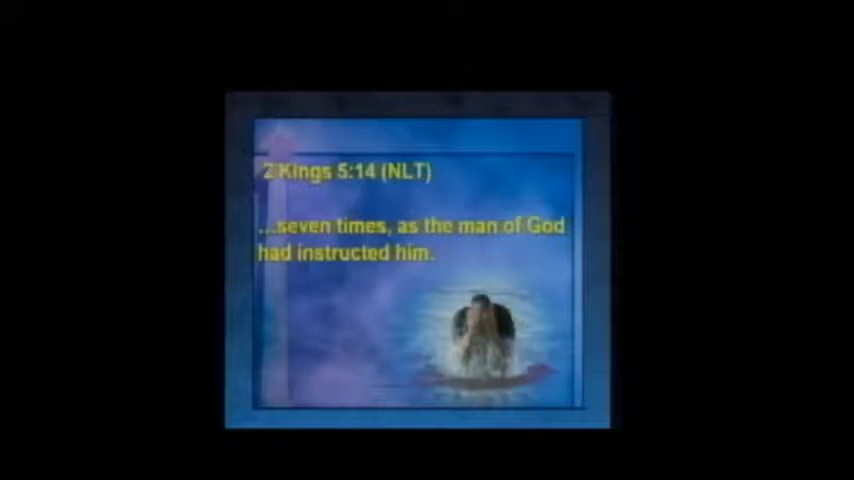 2 Kings 5:14 (NLT)
...seven times, as the man of God
had instructed him.